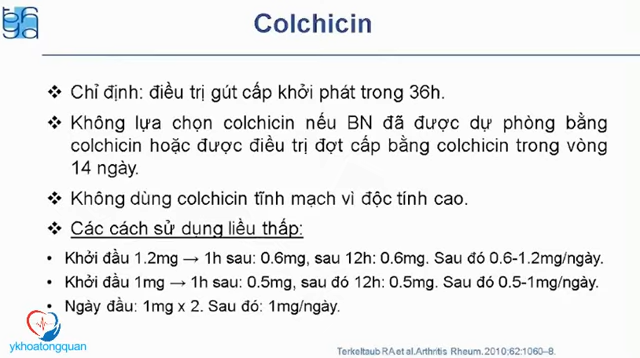 Colchicin
❖ Chỉ định: điều trị gút cấp khởi phát trong 36h.
❖ Không lựa chọn colchicin nếu BN đã được dự phòng bằng
colchicin hoặc được điều trị đợt cấp bằng colchicin trong vòng
14 ngày.
❖ Không dùng colchicin tĩnh mạch vì độc tính cao.
❖ Các cách sử dụng liều thấp:
• Khởi đầu 1.2mg → 1h sau: 0.6mg, sau 12h: 0.6mg. Sau đó 0.6-1.2mg/ngày.
• Khởi đầu 1mg → 1h sau: 0.5mg, sau đó 12h: 0.5mg. Sau đó 0.5-1mg/ngày.
• Ngày đầu: 1mg x 2. Sau đó: 1mg/ngày.
ykhoatongquan
Terkeltaub RA et al. Arthritis Rheum. 2010;62:1060–8.